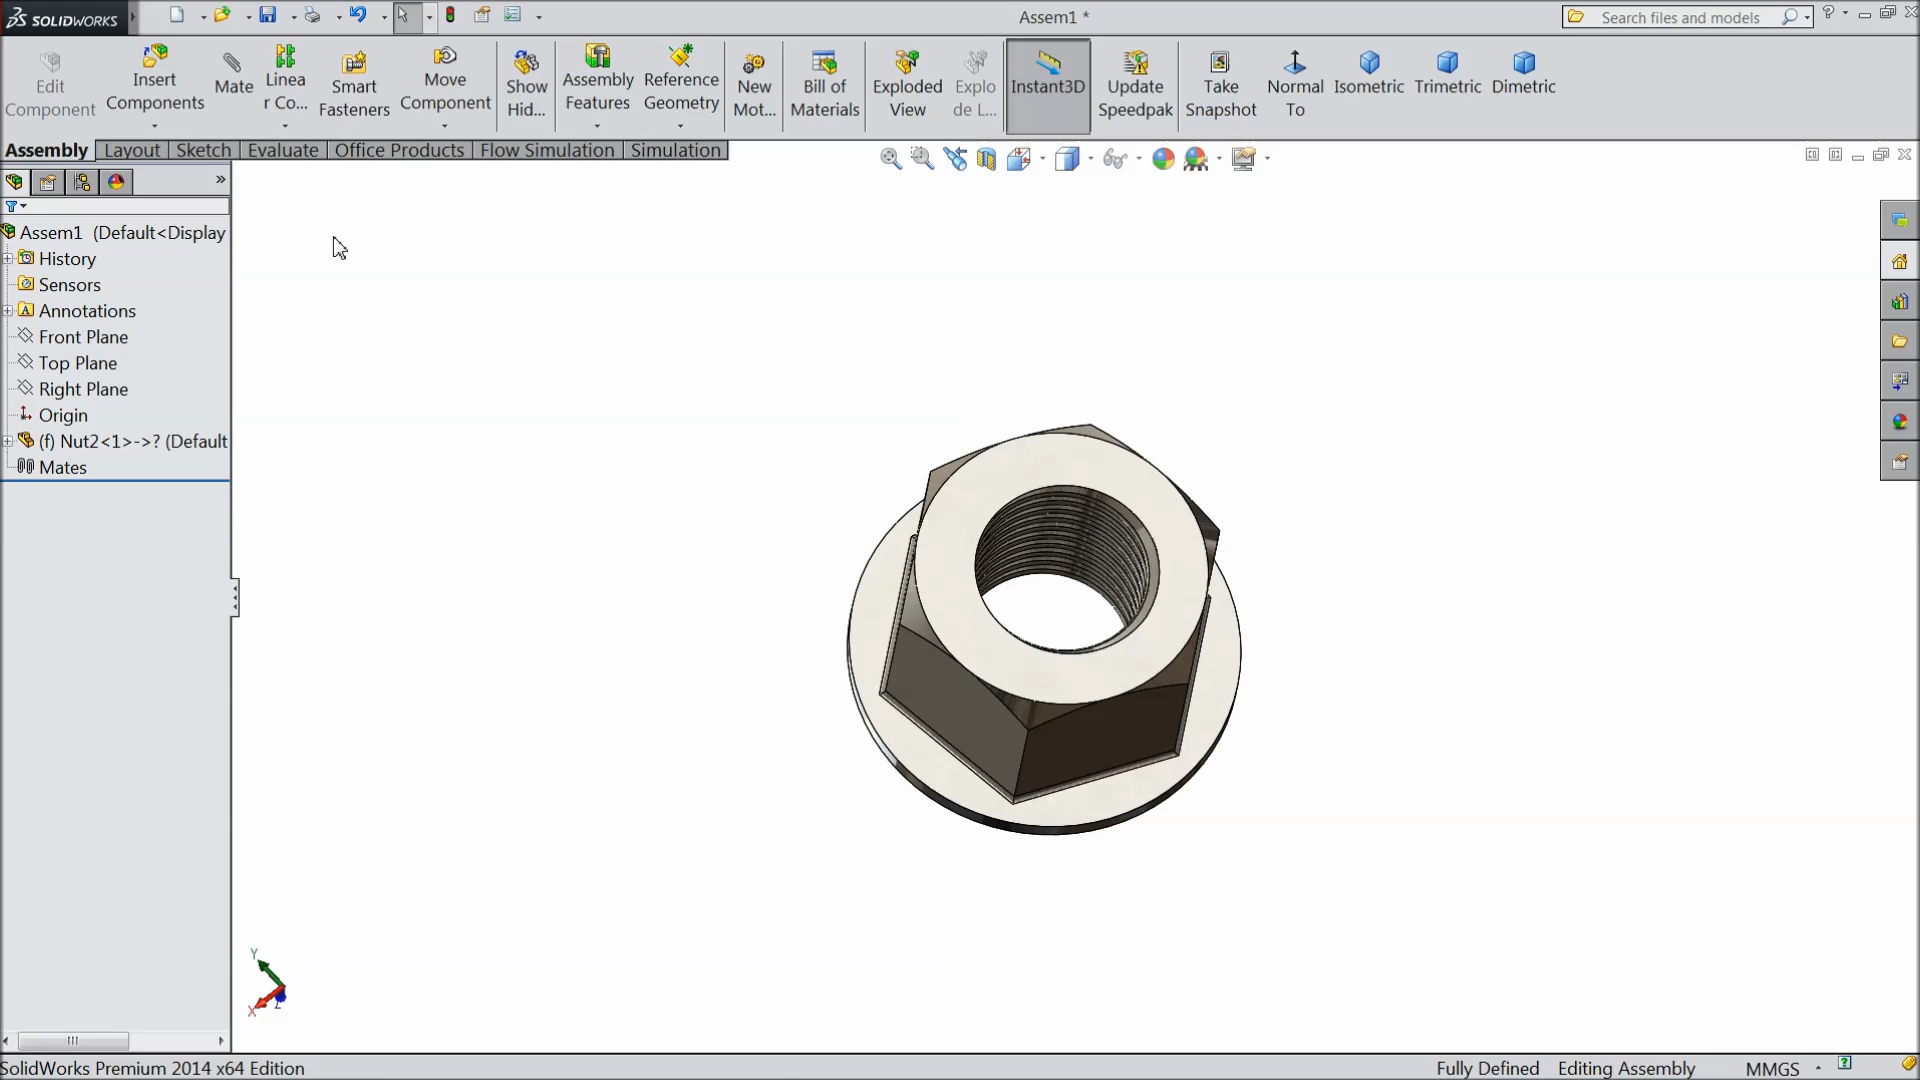 SOLIDWORKS
Assem1 *
Search files and models
Edit Component
Insert Components
Mate
Linea r Co...
Smart Fasteners
Move Component
Show Hid...
Assembly Features
Reference Geometry
New Mot...
Bill of Materials
Exploded View
Explo de L...
Instant3D
Update Speedpak
Take Snapshot
Normal To
Isometric
Trimetric
Dimetric
Assembly Layout Sketch Evaluate Office Products Flow Simulation Simulation
Assem1 (Default<Display
History
Sensors
Annotations
Front Plane
Top Plane
Right Plane
Origin
(f) Nut2<1>->? (Default
Mates
Y
X
Z
SolidWorks Premium 2014 x64 Edition
Fully Defined Editing Assembly MMGS